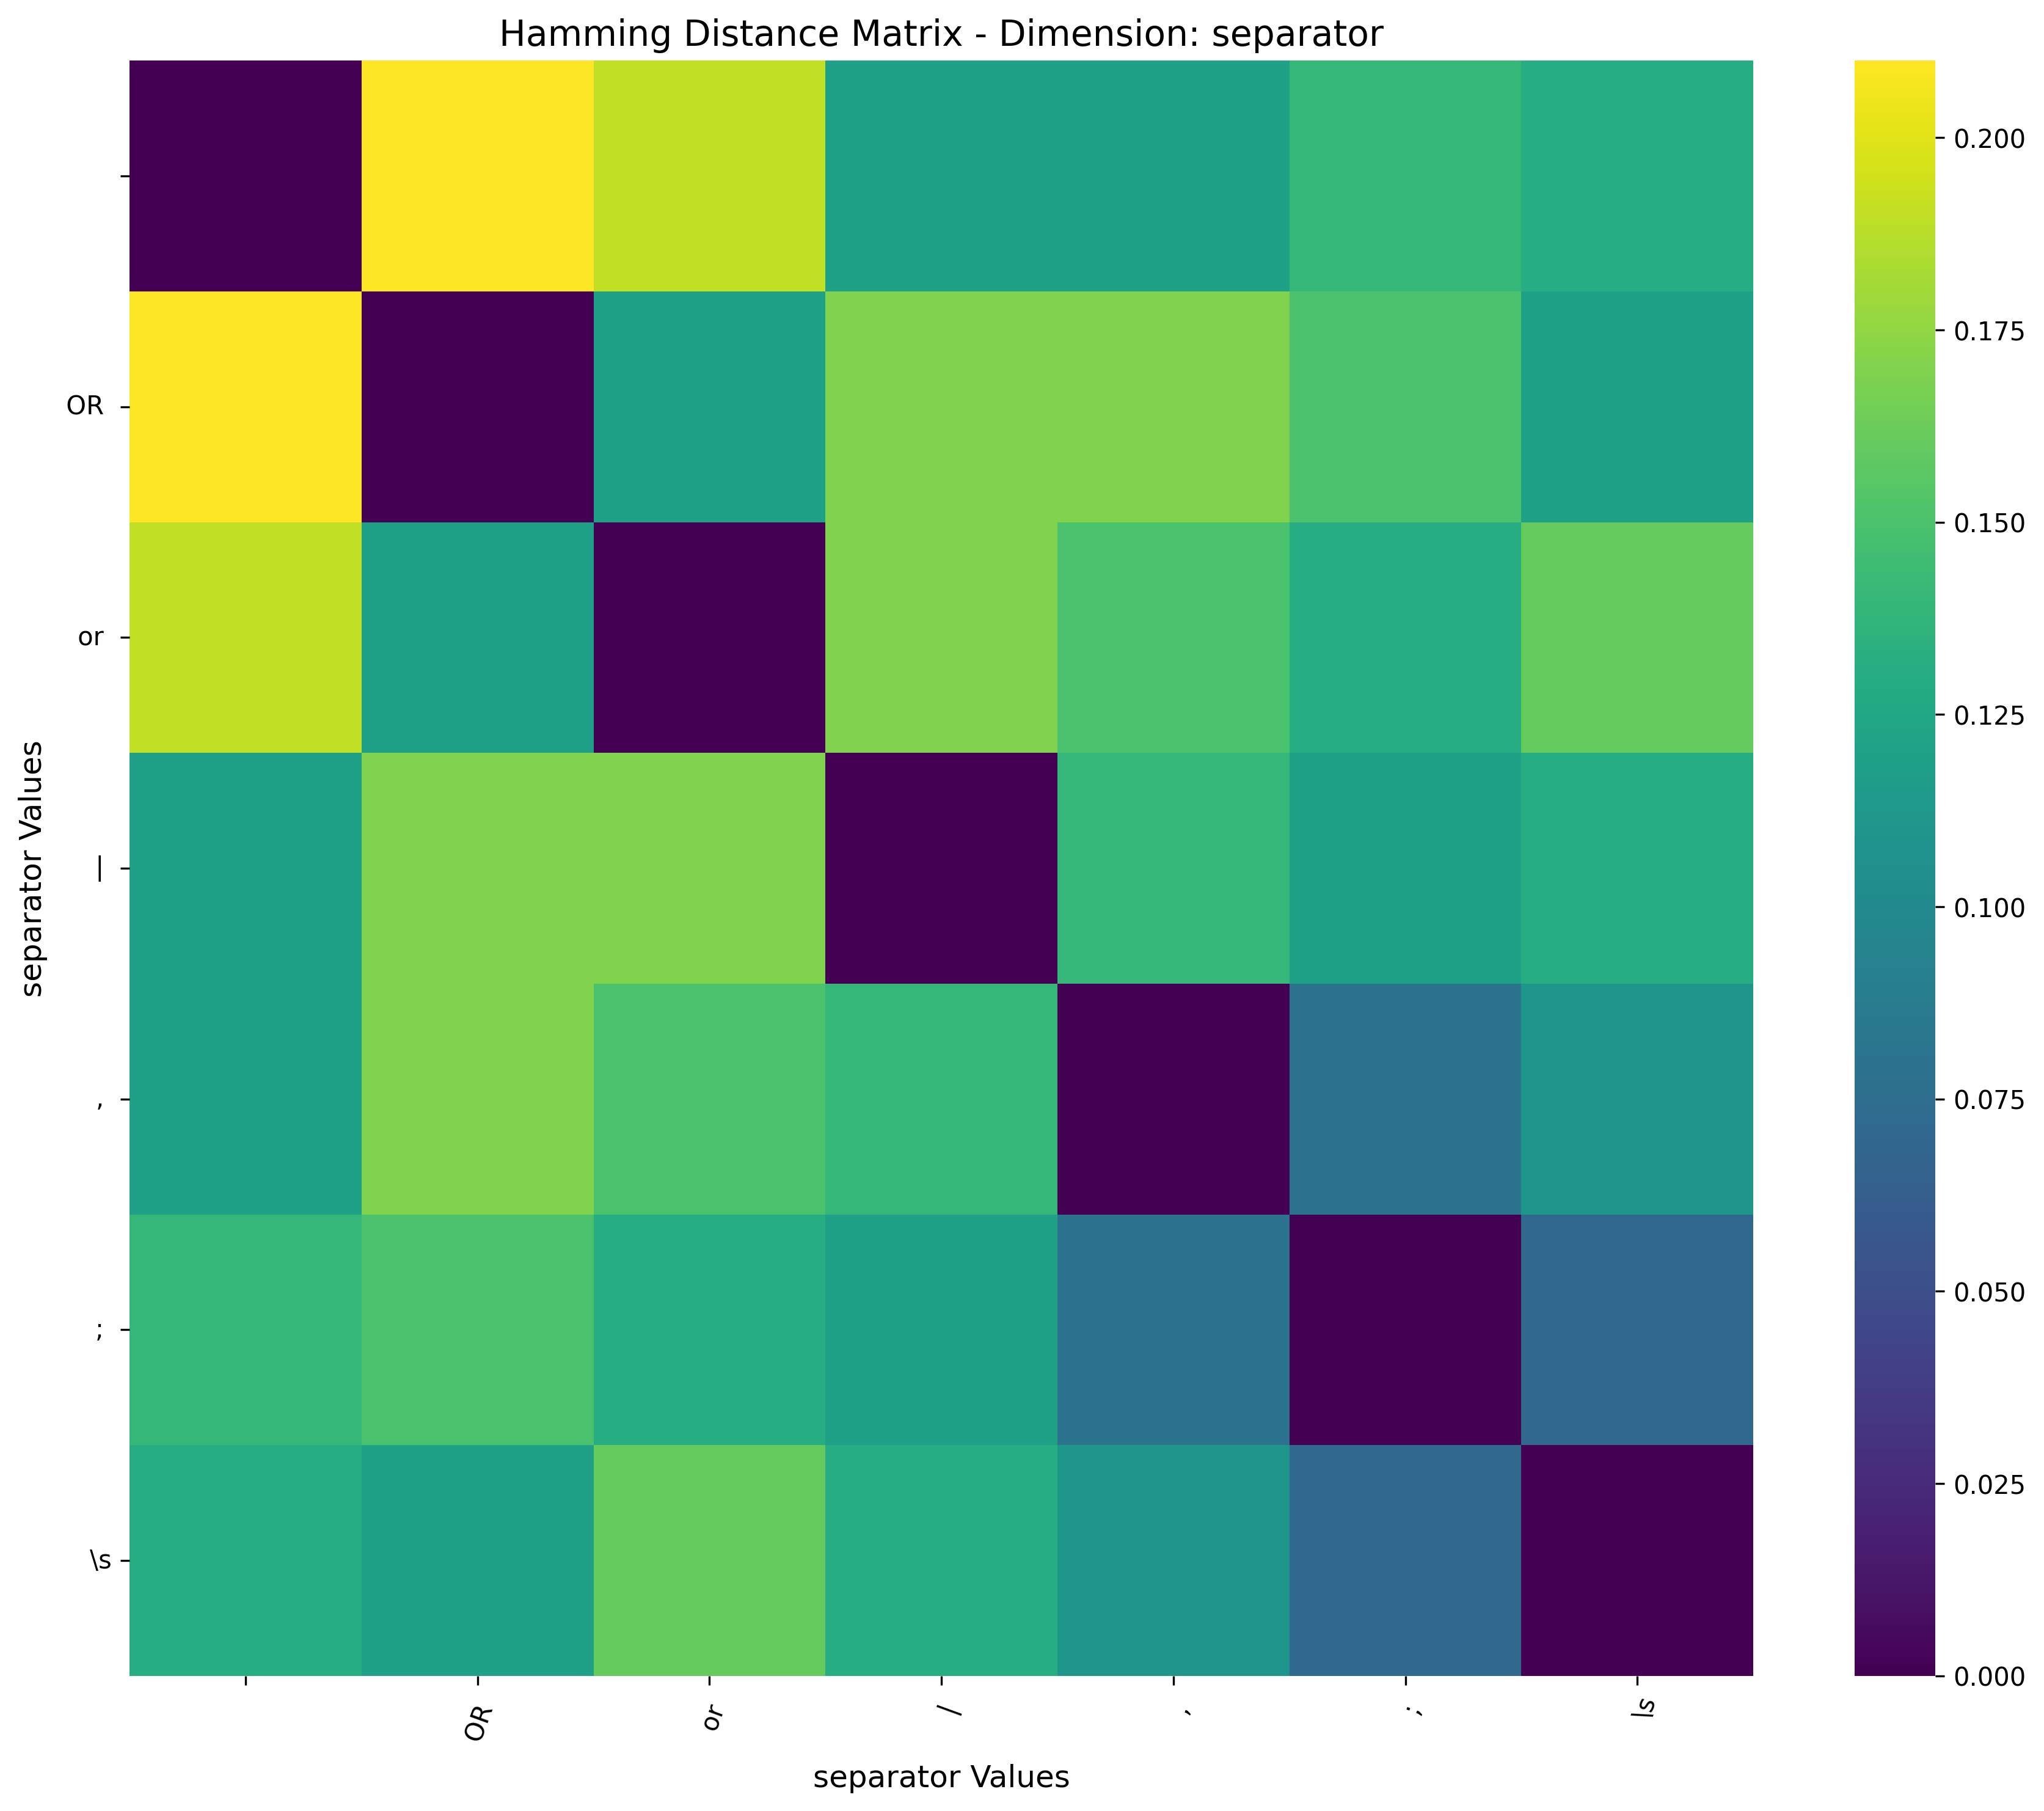 Hamming Distance Matrix - Dimension: separator
OR
or
|
,
;
\s
separator Values
OR
or
|
,
;
\s
separator Values
0.200
0.175
0.150
0.125
0.100
0.075
0.050
0.025
0.000